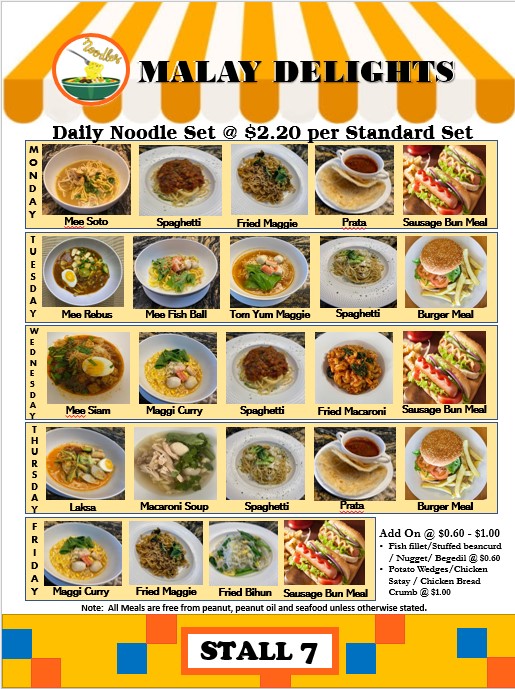 Noodles
MALAY DELIGHTS
Daily Noodle Set @ $2.20 per Standard Set
MONDAY
Mee Soto
Spaghetti
Fried Maggie
Prata
Sausage Bun Meal
TUESDAY
Mee Rebus
Mee Fish Ball
Tom Yum Maggie
Spaghetti
Burger Meal
WEDNESDAY
Mee Siam
Maggi Curry
Spaghetti
Fried Macaroni
Sausage Bun Meal
THURSDAY
Laksa
Macaroni Soup
Spaghetti
Prata
Burger Meal
FRIDAY
Maggi Curry
Fried Maggie
Fried Bihun
Sausage Bun Meal
Add On @ $0.60 - $1.00
• Fish fillet/Stuffed beancurd
/ Nugget/ Begedil @ $0.60
• Potato Wedges/Chicken
Satay / Chicken Bread
Crumb @ $1.00
Note: All Meals are free from peanut, peanut oil and seafood unless otherwise stated.
STALL 7